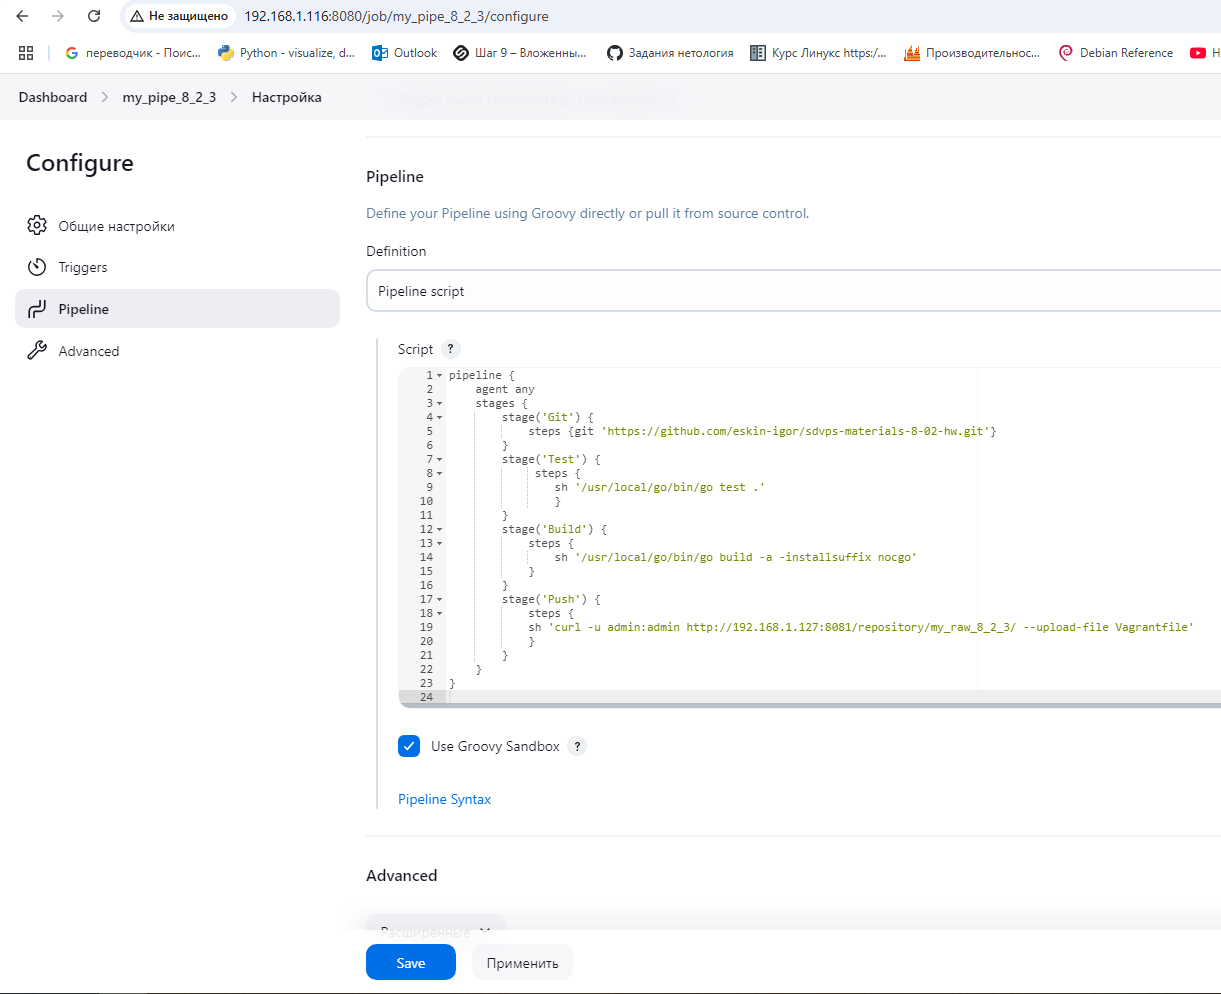 Не защищено 192.168.1.116:8080/job/my_pipe_8_2_3/configure
переводчик - Поис... Python - visualize, d... Outlook Шаг 9 – Вложенны... Задания нетология Курс Линукс https:/... Производительнос... Debian Reference Н
Dashboard my_pipe_8_2_3 Настройка
Configure
Общие настройки
Triggers
Pipeline
Advanced
Pipeline
Define your Pipeline using Groovy directly or pull it from source control.
Definition
Pipeline script
Script ?
1 pipeline {
2 agent any
3 stages {
4 stage('Git') {
5 steps {git 'https://github.com/eskin-igor/sdvps-materials-8-02-hw.git'}
6 }
7 stage('Test') {
8 steps {
9 sh '/usr/local/go/bin/go test .'
10 }
11 }
12 stage('Build') {
13 steps {
14 sh '/usr/local/go/bin/go build -a -installsuffix nocgo'
15 }
16 }
17 stage('Push') {
18 steps {
19 sh 'curl -u admin:admin http://192.168.1.127:8081/repository/my_raw_8_2_3/ --upload-file Vagrantfile'
20 }
21 }
22 }
23 }
24
Use Groovy Sandbox ?
Pipeline Syntax
Advanced
Расширенные
Save Применить